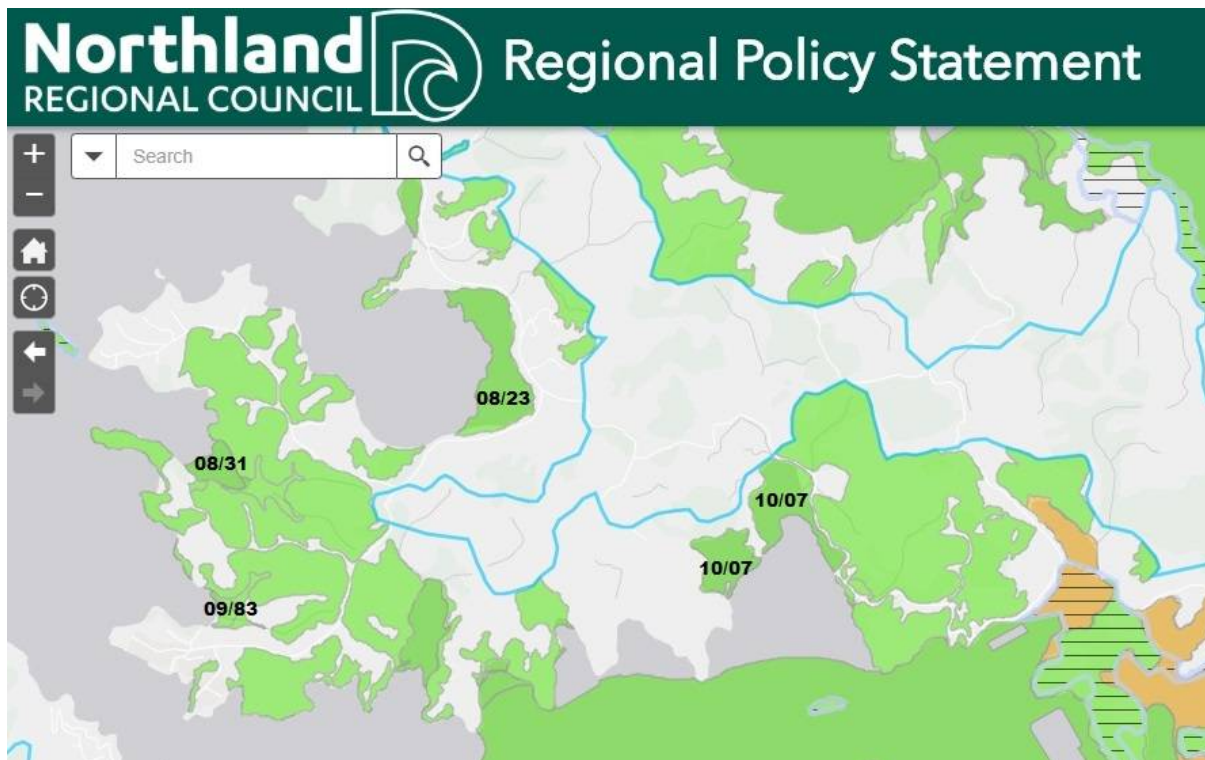 Northland
REGIONAL COUNCIL
Regional Policy Statement
Search
08/23
08/31
10/07
10/07
09/83